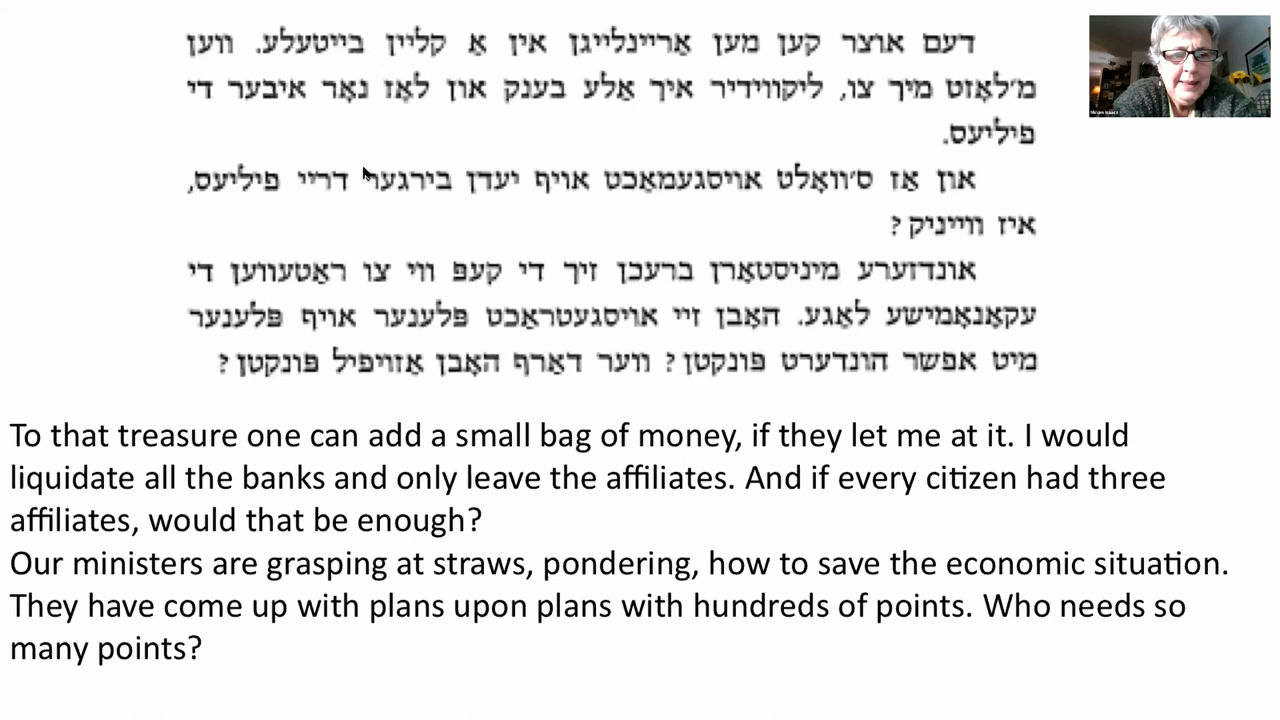 דעם אוצר קען מען אַרײַנלייגן אין אַ קליין בײַטעלע. ווען
מ'לאָזט מיך צו, ליקווידיר איך אַלע בענק און לאָז נאָר איבער די
פיליעס.
און אַז ס'וואָלט אויסגעמאַכט אויף יעדן בירגער דריי פיליעס,
איז ווייניק?
אונדזערע מיניסטאָרן ברעכן זיך די קעפּ ווי צו ראַטעווען די
עקאָנאָמישע לאַגע. האָבן זיי אויסגעטראַכט פּלענער אויף פּלענער
מיט אפשר הונדערט פּונקטן? ווער דאַרף האָבן אַזויפיל פּונקטן?
To that treasure one can add a small bag of money, if they let me at it. I would
liquidate all the banks and only leave the affiliates. And if every citizen had three
affiliates, would that be enough?
Our ministers are grasping at straws, pondering, how to save the economic situation.
They have come up with plans upon plans with hundreds of points. Who needs so
many points?